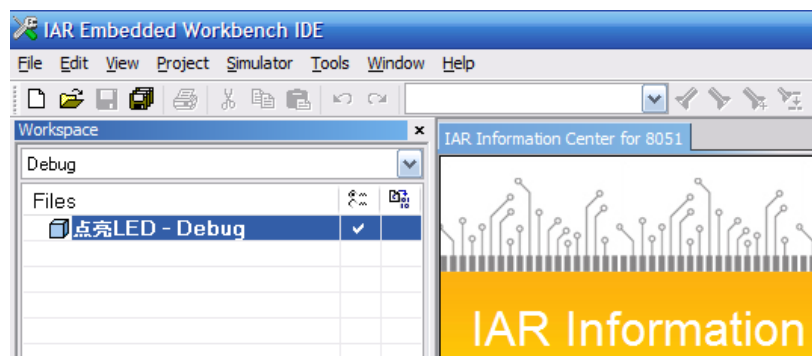 IAR Embedded Workbench IDE
File Edit View Project Simulator Tools Window Help
Workspace
IAR Information Center for 8051
Debug
Files
点亮LED - Debug
IAR Information